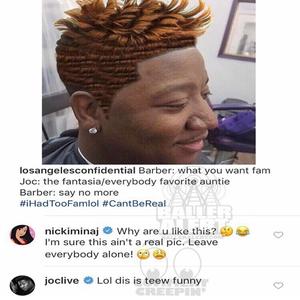 losangelesconfidential Barber: what you want fam
Joc: the fantasia/everybody favorite auntie
Barber: say no more
#iHadTooFamlol #CantBeReal
BALLER
ALERT
nickiminaj Why are u like this? 🤔😂
I'm sure this ain't a real pic. Leave
everybody alone! 🙄😩
joclive Lol dis is teew funny
CREEPIN'